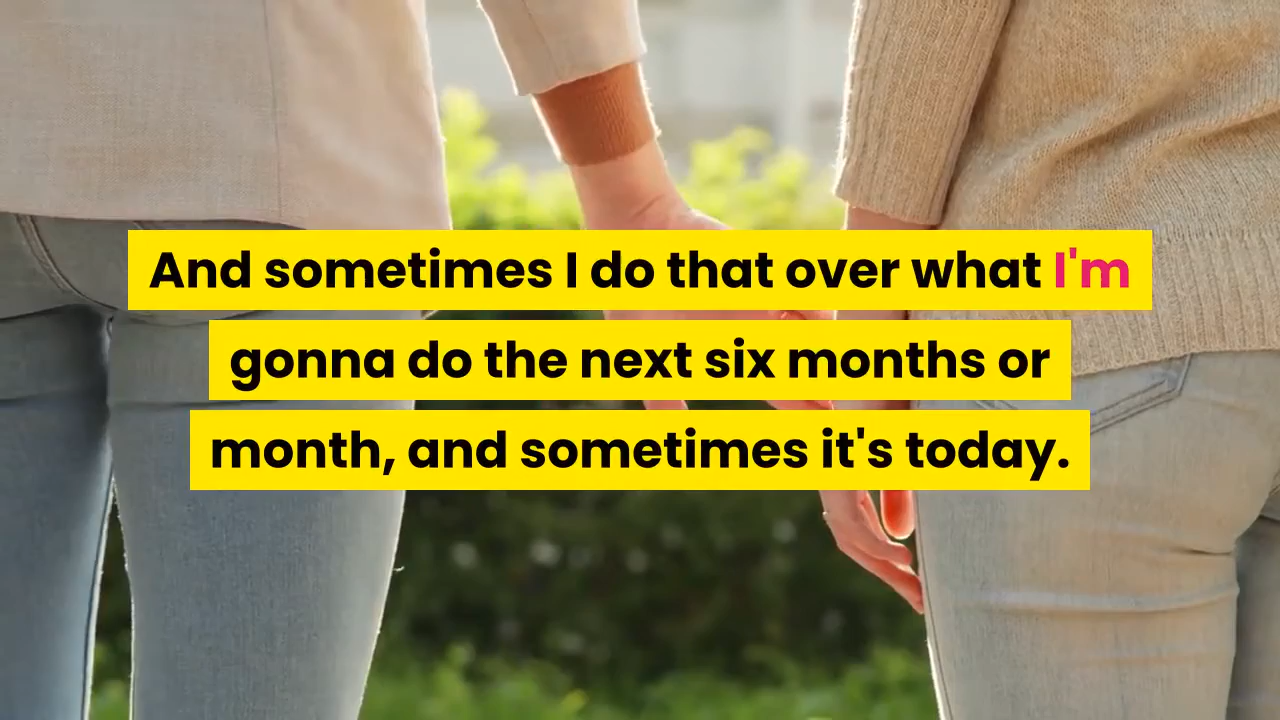 And sometimes I do that over what I'm
gonna do the next six months or
month, and sometimes it's today.